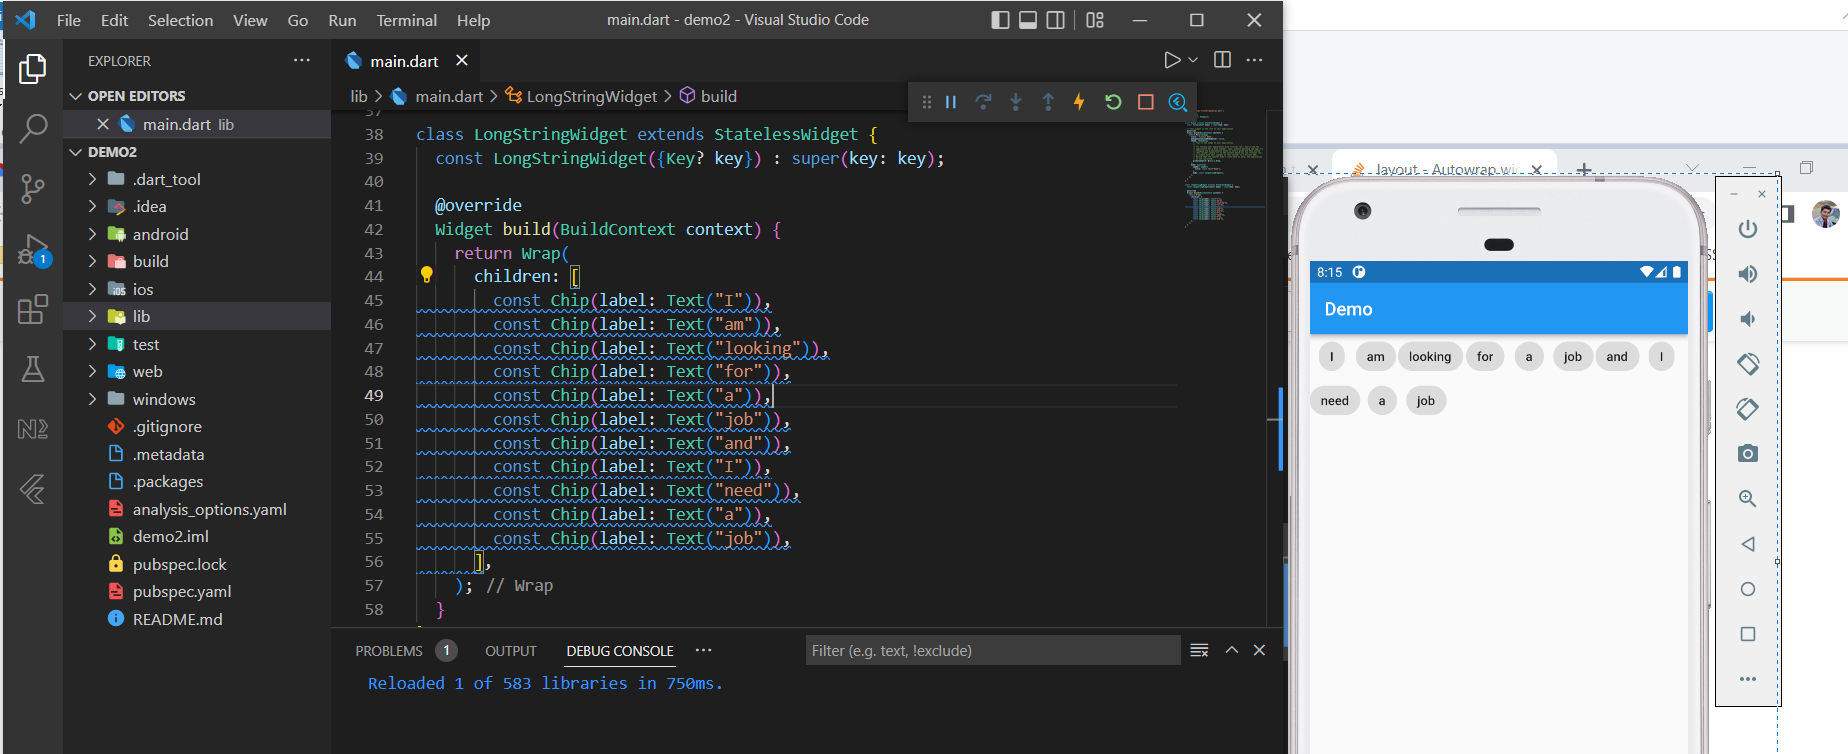 File Edit Selection View Go Run Terminal Help main.dart - demo2 - Visual Studio Code
EXPLORER
OPEN EDITORS
main.dart lib
DEMO2
.dart_tool
.idea
android
build
ios
lib
test
web
windows
.gitignore
.metadata
.packages
analysis_options.yaml
demo2.iml
pubspec.lock
pubspec.yaml
README.md
1
main.dart
lib > main.dart > LongStringWidget > build
37
38 class LongStringWidget extends StatelessWidget {
39 const LongStringWidget({Key? key}) : super(key: key);
40
41 @override
42 Widget build(BuildContext context) {
43 return Wrap(
44 children: [
45 const Chip(label: Text("I")),
46 const Chip(label: Text("am")),
47 const Chip(label: Text("looking")),
48 const Chip(label: Text("for")),
49 const Chip(label: Text("a")),
50 const Chip(label: Text("job")),
51 const Chip(label: Text("and")),
52 const Chip(label: Text("I")),
53 const Chip(label: Text("need")),
54 const Chip(label: Text("a")),
55 const Chip(label: Text("job")),
56 ],
57 ); // Wrap
58 }
PROBLEMS 1 OUTPUT DEBUG CONSOLE ··· Filter (e.g. text, !exclude)
Reloaded 1 of 583 libraries in 750ms.
layout - Autowrap wi
8:15
Demo
I am looking for a job and I
need a job